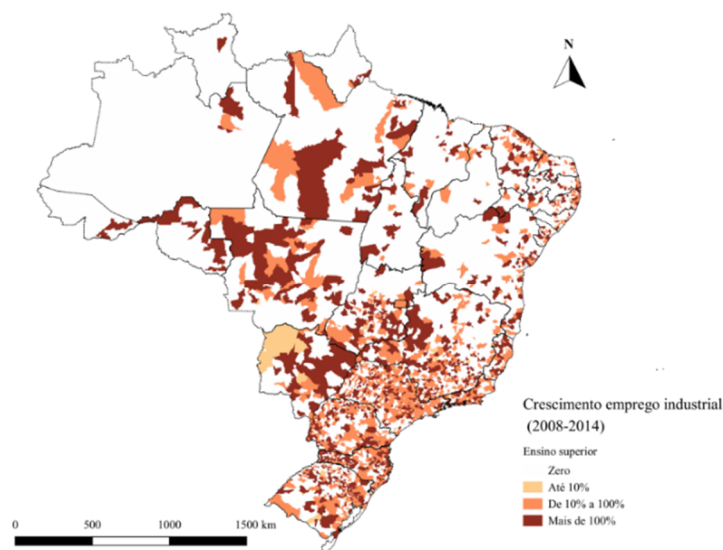 N
Crescimento emprego industrial
(2008-2014)
Ensino superior
Zero
Até 10%
De 10% a 100%
Mais de 100%
0 500 1000 1500 km